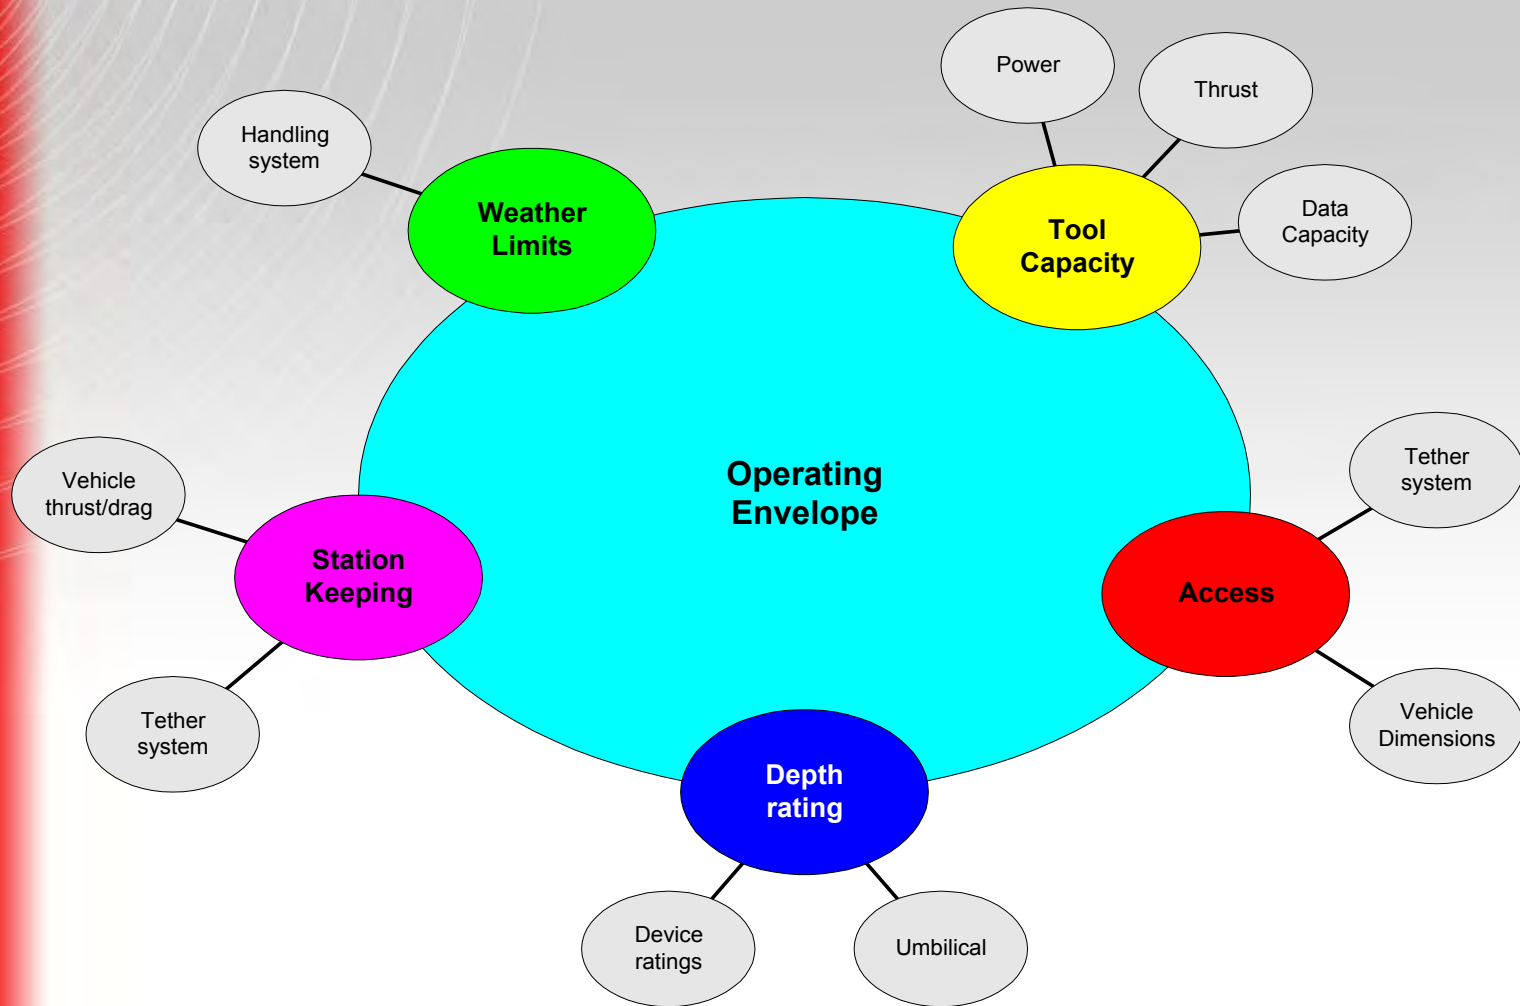 Power
Thrust
Handling
system
Data
Capacity
Weather
Limits
Tool
Capacity
Operating
Envelope
Tether
system
Vehicle
thrust/drag
Station
Keeping
Access
Tether
system
Vehicle
Dimensions
Depth
rating
Device
ratings
Umbilical